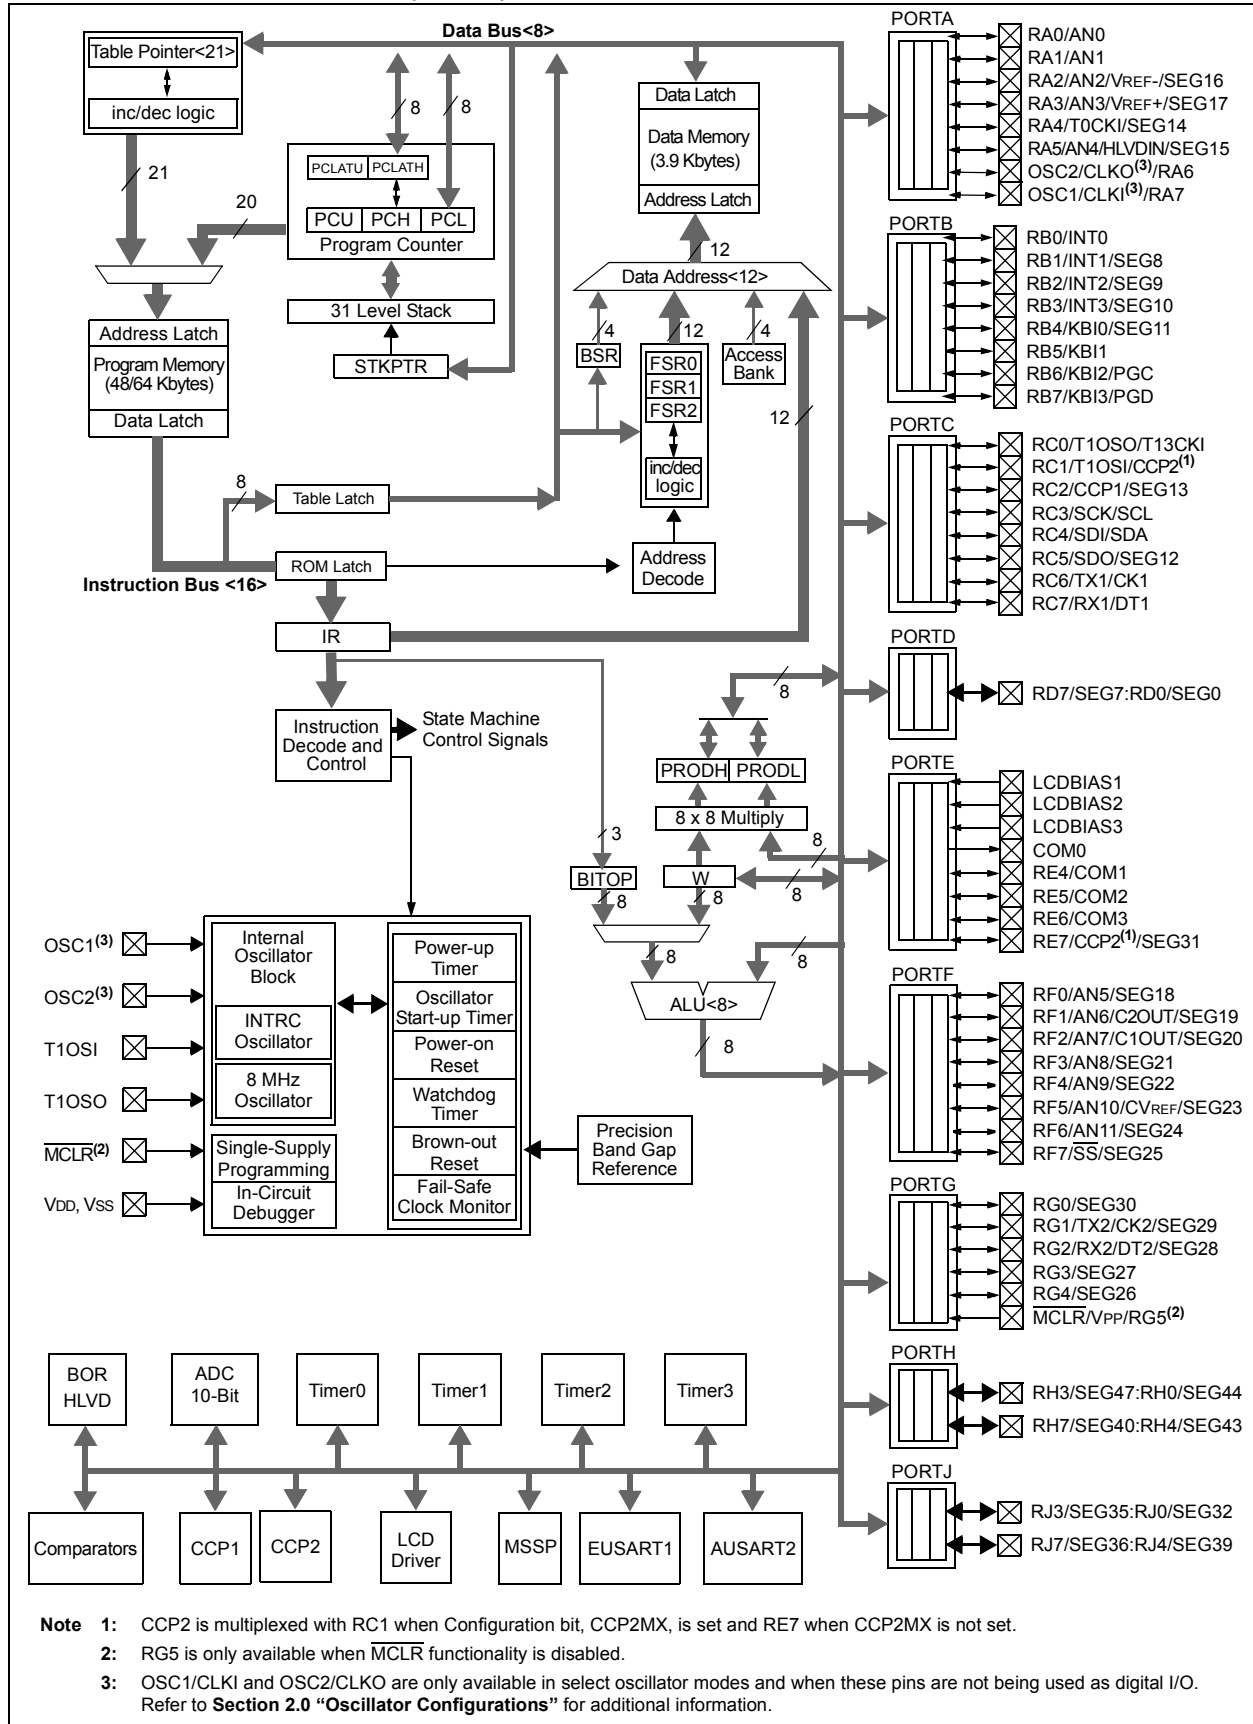 Data Bus<8>
Table Pointer<21>
inc/dec logic
21
20
8
8
PCLATU PCLATH
PCU PCH PCL
Program Counter
31 Level Stack
STKPTR
Address Latch
Program Memory
(48/64 Kbytes)
Data Latch
8
Table Latch
ROM Latch
Instruction Bus <16>
IR
Data Latch
Data Memory
(3.9 Kbytes)
Address Latch
12
Data Address<12>
4
12
4
BSR
FSR0
FSR1
FSR2
inc/dec
logic
Access
Bank
12
Address
Decode
Instruction
Decode and
Control
State Machine
Control Signals
8
PRODH PRODL
8 x 8 Multiply
3
8
BITOP
W
8
8
8
8
8
ALU<8>
8
OSC1(3)
OSC2(3)
T1OSI
T1OSO
MCLR(2)
VDD, VSS
Internal
Oscillator
Block
INTRC
Oscillator
8 MHz
Oscillator
Single-Supply
Programming
In-Circuit
Debugger
Power-up
Timer
Oscillator
Start-up Timer
Power-on
Reset
Watchdog
Timer
Brown-out
Reset
Fail-Safe
Clock Monitor
Precision
Band Gap
Reference
BOR
HLVD
ADC
10-Bit
Timer0
Timer1
Timer2
Timer3
Comparators
CCP1
CCP2
LCD
Driver
MSSP
EUSART1
AUSART2
PORTA
RA0/AN0
RA1/AN1
RA2/AN2/VREF-/SEG16
RA3/AN3/VREF+/SEG17
RA4/T0CKI/SEG14
RA5/AN4/HLVDIN/SEG15
OSC2/CLKO(3)/RA6
OSC1/CLKI(3)/RA7
PORTB
RB0/INT0
RB1/INT1/SEG8
RB2/INT2/SEG9
RB3/INT3/SEG10
RB4/KBI0/SEG11
RB5/KBI1
RB6/KBI2/PGC
RB7/KBI3/PGD
PORTC
RC0/T1OSO/T13CKI
RC1/T1OSI/CCP2(1)
RC2/CCP1/SEG13
RC3/SCK/SCL
RC4/SDI/SDA
RC5/SDO/SEG12
RC6/TX1/CK1
RC7/RX1/DT1
PORTD
RD7/SEG7:RD0/SEG0
PORTE
LCDBIAS1
LCDBIAS2
LCDBIAS3
COM0
RE4/COM1
RE5/COM2
RE6/COM3
RE7/CCP2(1)/SEG31
PORTF
RF0/AN5/SEG18
RF1/AN6/C2OUT/SEG19
RF2/AN7/C1OUT/SEG20
RF3/AN8/SEG21
RF4/AN9/SEG22
RF5/AN10/CVREF/SEG23
RF6/AN11/SEG24
RF7/SS/SEG25
PORTG
RG0/SEG30
RG1/TX2/CK2/SEG29
RG2/RX2/DT2/SEG28
RG3/SEG27
RG4/SEG26
MCLR/VPP/RG5(2)
PORTH
RH3/SEG47:RH0/SEG44
RH7/SEG40:RH4/SEG43
PORTJ
RJ3/SEG35:RJ0/SEG32
RJ7/SEG36:RJ4/SEG39
Note 1: CCP2 is multiplexed with RC1 when Configuration bit, CCP2MX, is set and RE7 when CCP2MX is not set.
2: RG5 is only available when MCLR functionality is disabled.
3: OSC1/CLKI and OSC2/CLKO are only available in select oscillator modes and when these pins are not being used as digital I/O.
Refer to Section 2.0 “Oscillator Configurations” for additional information.